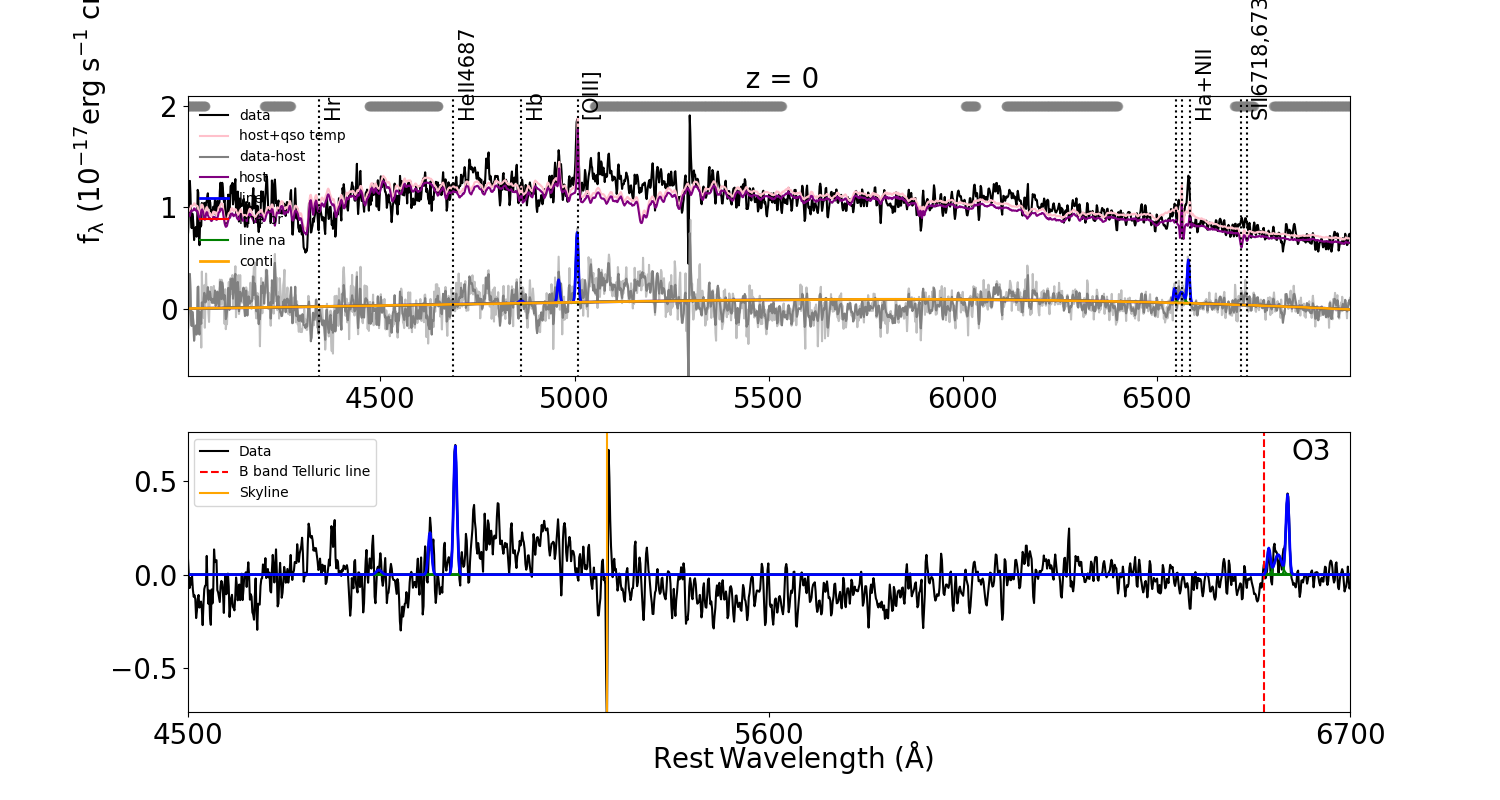 z = 0
f_λ (10^−17 erg s^−1 c
Hr
HeII4687
Hb
[OIII]
Ha+NII
SII6718,673
2
1
0
data
host+qso temp
data-host
host
line na
conti
4500 5000 5500 6000 6500
O3
Data
B band Telluric line
Skyline
0.5
0.0
−0.5
4500 5600 6700
Rest Wavelength (Å)